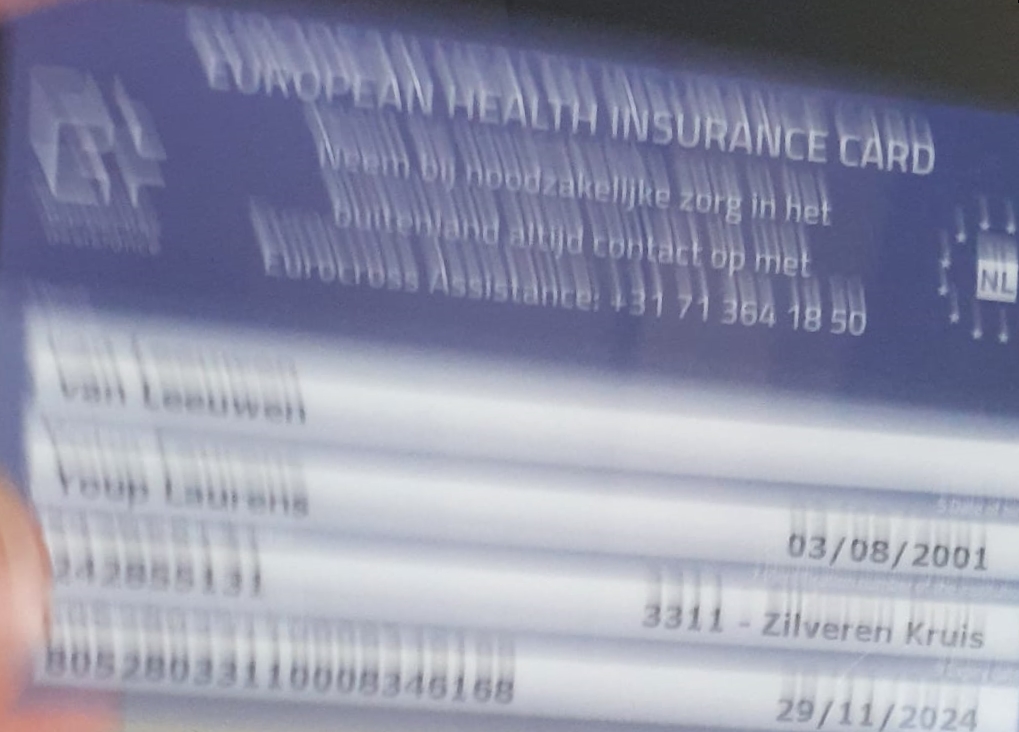 EUROPEAN HEALTH INSURANCE CARD
Neem bij noodzakelijke zorg in het
buitenland altijd contact op met
Eurocross Assistance: +31 71 364 18 50
NL
van Leeuwen
Youp Laurens
03/08/2001
242855131
3311 - Zilveren Kruis
80528033110008346168
29/11/2024